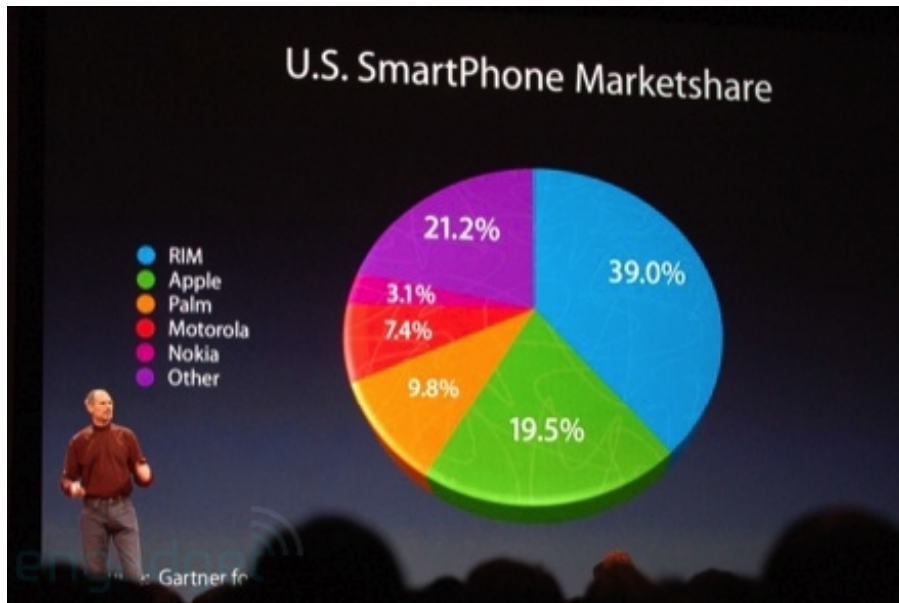 U.S. SmartPhone Marketshare
RIM
Apple
Palm
Motorola
Nokia
Other
39.0%
19.5%
9.8%
7.4%
3.1%
21.2%
engadget
Gartner